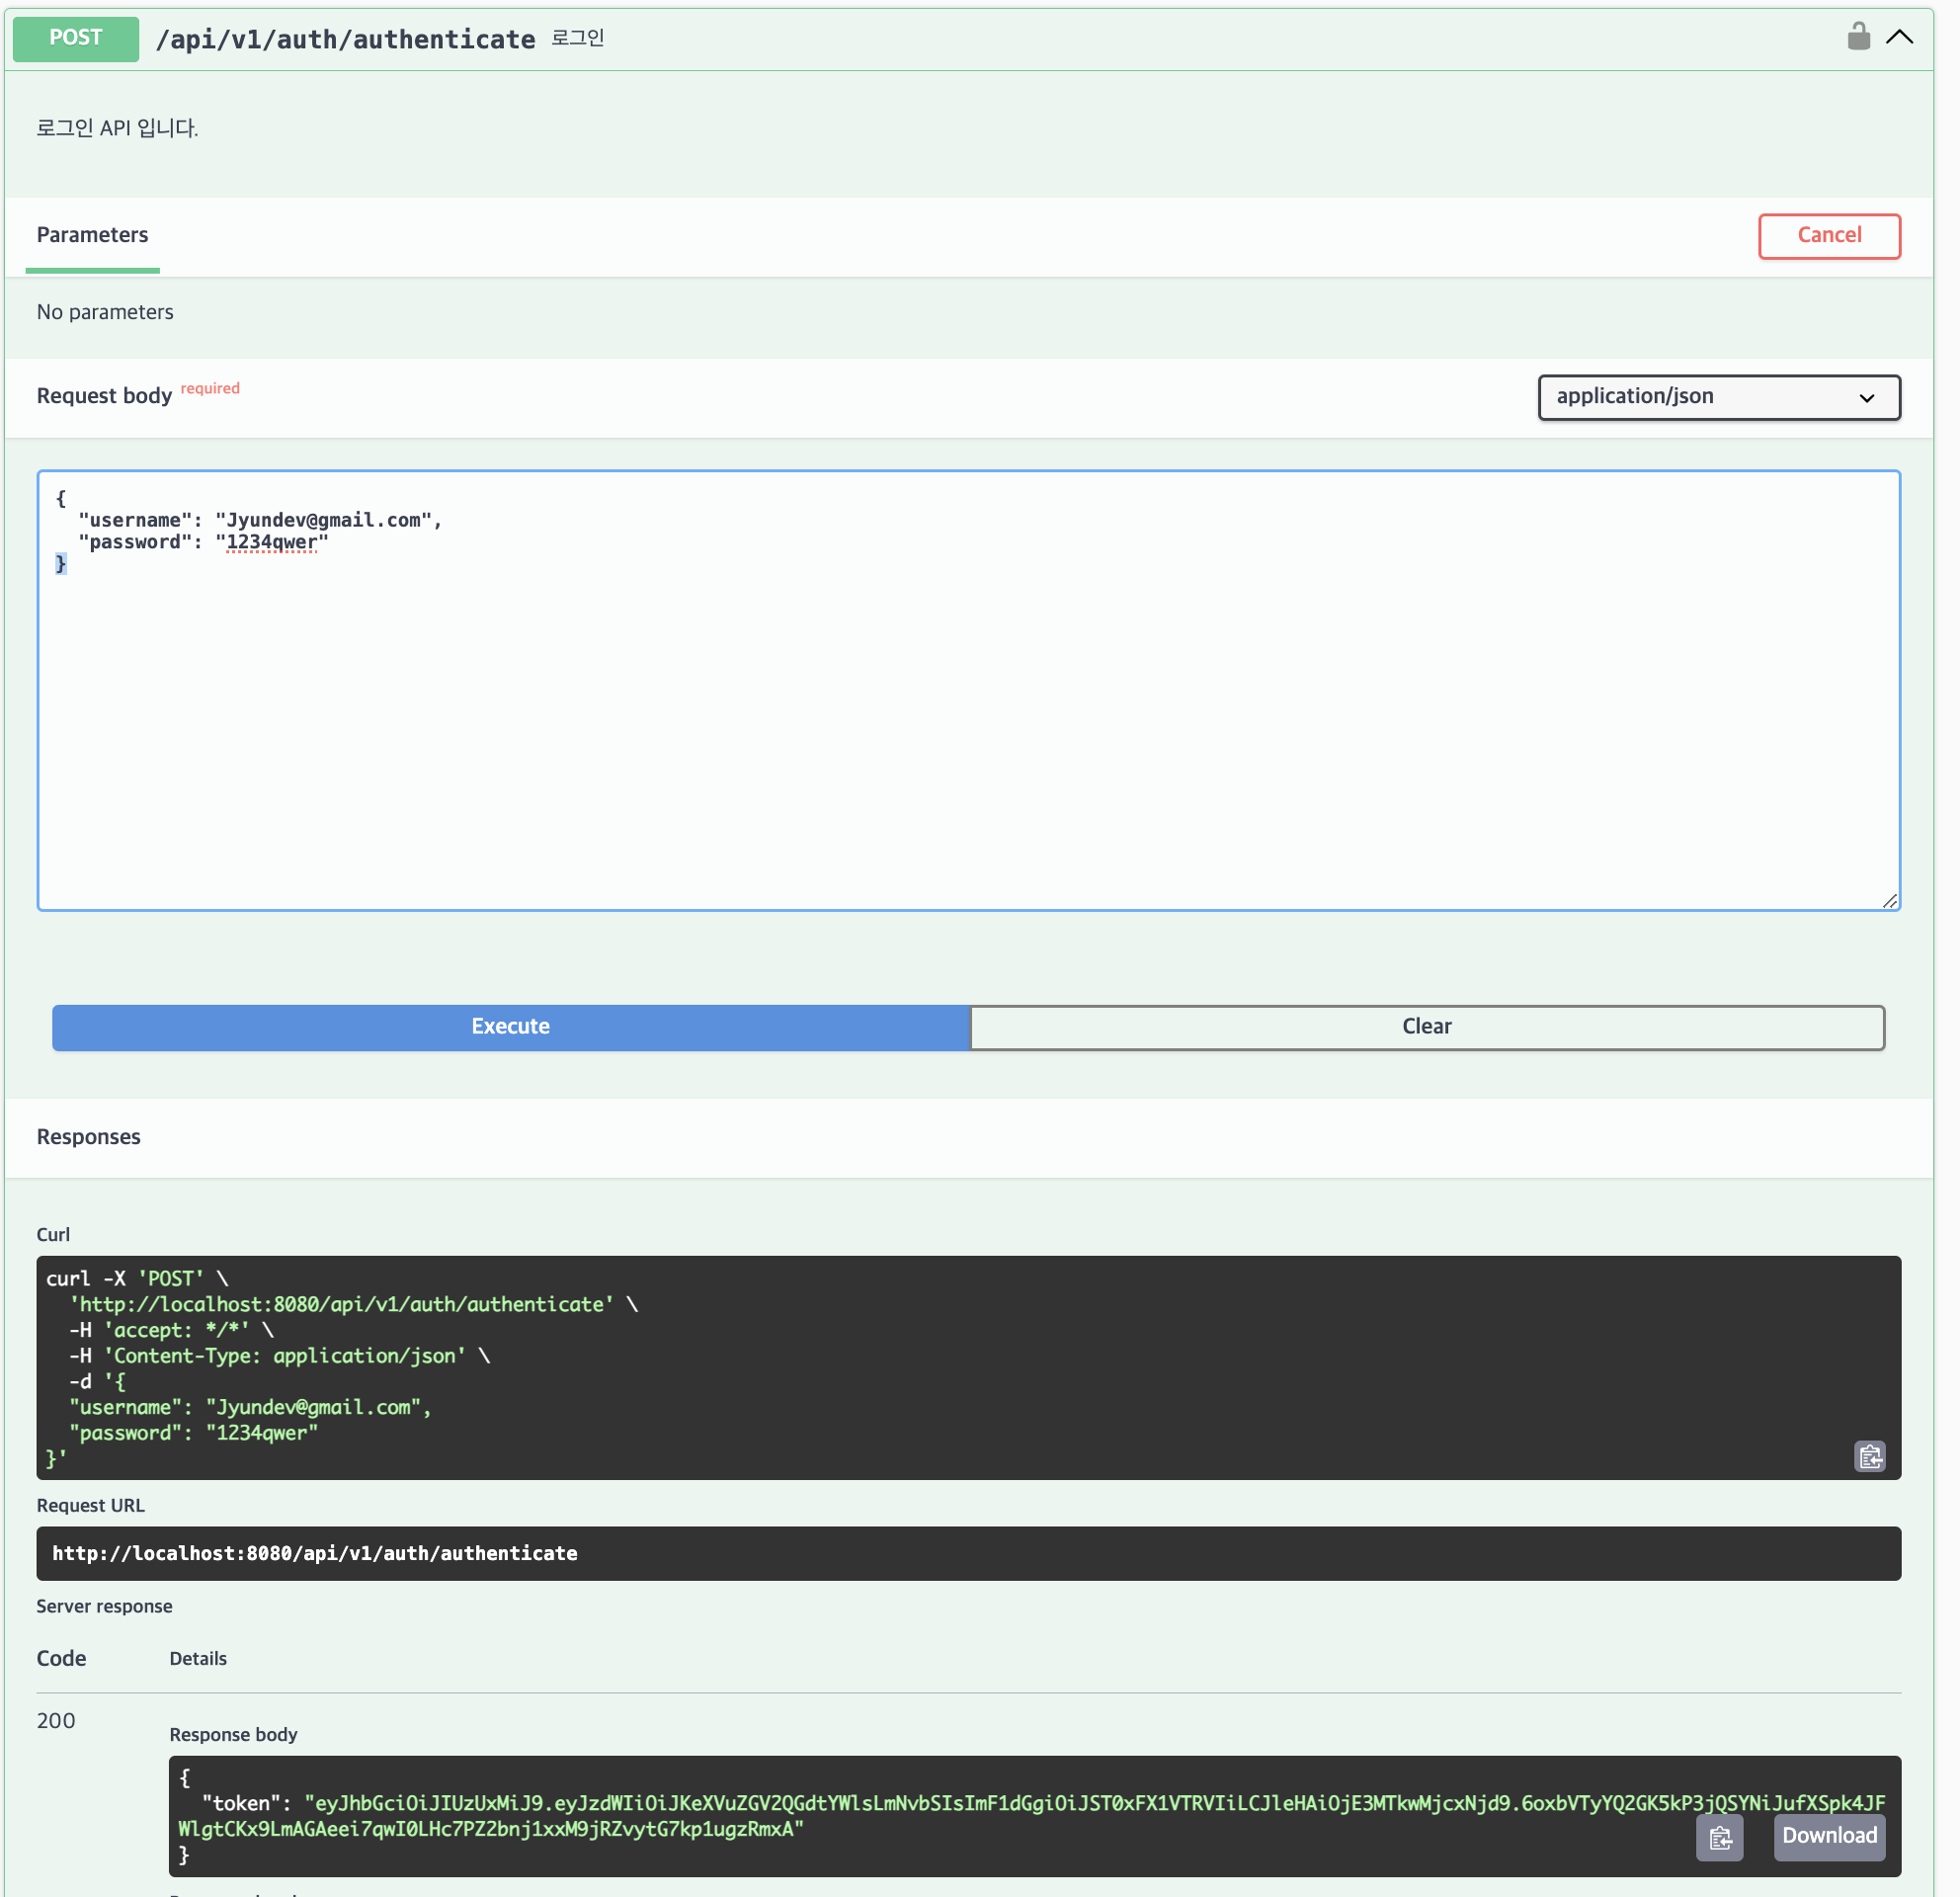 POST /api/v1/auth/authenticate 로그인
로그인 API 입니다.
Parameters
Cancel
No parameters
Request body required
application/json
{
  "username": "Jyundev@gmail.com",
  "password": "1234qwer"
}
Execute
Clear
Responses
Curl
curl -X 'POST' \
  'http://localhost:8080/api/v1/auth/authenticate' \
  -H 'accept: */*' \
  -H 'Content-Type: application/json' \
  -d '{
  "username": "Jyundev@gmail.com",
  "password": "1234qwer"
}'
Request URL
http://localhost:8080/api/v1/auth/authenticate
Server response
Code Details
200
Response body
{
  "token": "eyJhbGciOiJIUzUxMiJ9.eyJzdWIiOiJKeXVuZGV2QGdtYWlsLmNvbSIsImF1dGgiOiJST0xFX1VTRVIiLCJleHAiOjE3MTkwMjcxNjd9.6oxbVTyYQ2GK5kP3jQSYNiJufXSpk4JF
WlgtCKx9LmAGAeei7qwI0LHc7PZ2bnj1xxM9jRZvytG7kp1ugzRmxA"
}
Download